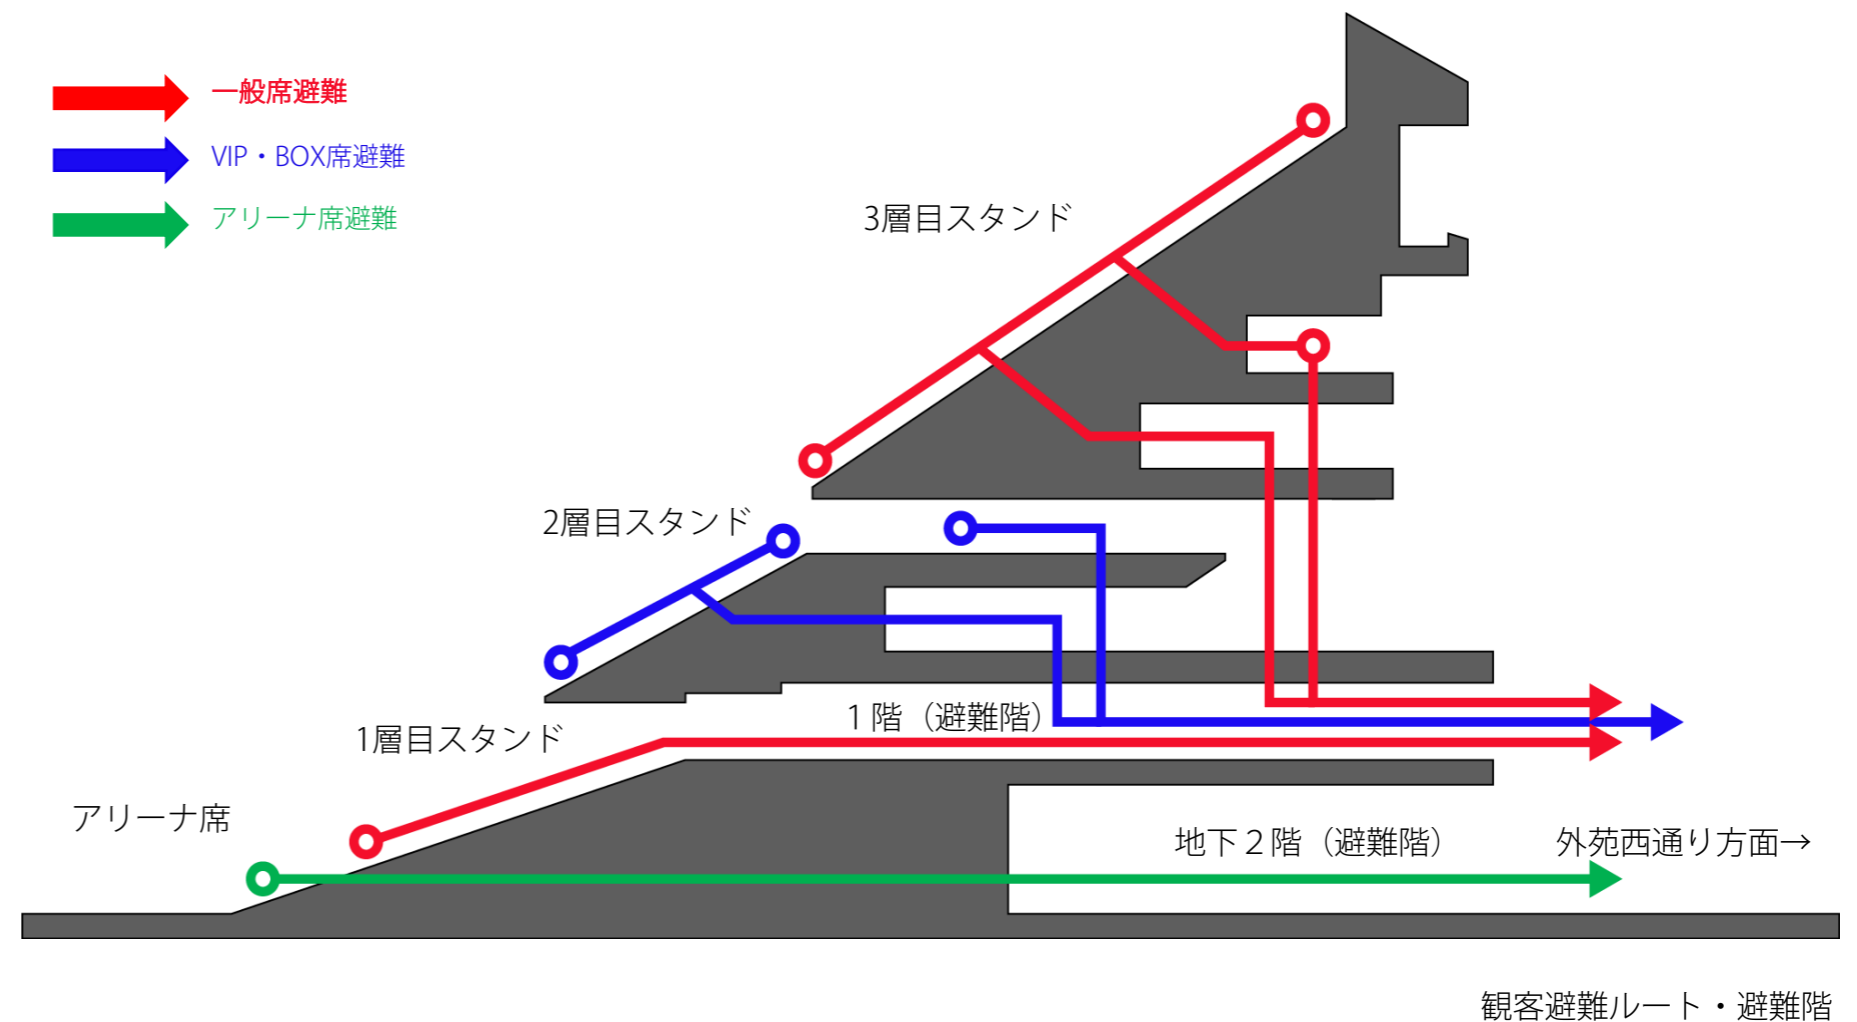 一般席避難
VIP・BOX席避難
アリーナ席避難
3層目スタンド
2層目スタンド
1層目スタンド
１階（避難階）
アリーナ席
地下２階（避難階）
外苑西通り方面→
観客避難ルート・避難階